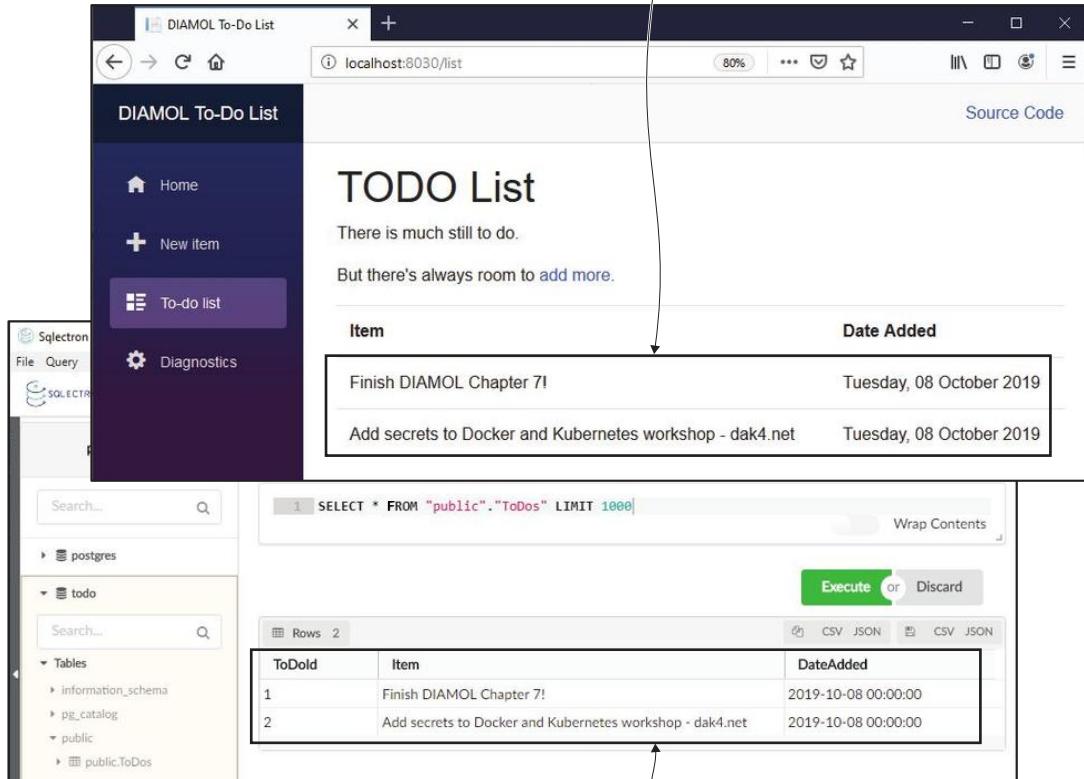 DIAMOL To-Do List
localhost:8030/list
80%
DIAMOL To-Do List
Source Code
Home
New item
To-do list
Diagnostics
TODO List
There is much still to do.
But there's always room to add more.
Item Date Added
Finish DIAMOL Chapter 7! Tuesday, 08 October 2019
Add secrets to Docker and Kubernetes workshop - dak4.net Tuesday, 08 October 2019
Sqlectron
File Query
Search...
postgres
todo
Search...
Tables
information_schema
pg_catalog
public
public.ToDos
1 SELECT * FROM "public"."ToDos" LIMIT 1000
Wrap Contents
Execute or Discard
Rows 2 CSV JSON CSV JSON
ToDoId Item DateAdded
1 Finish DIAMOL Chapter 7! 2019-10-08 00:00:00
2 Add secrets to Docker and Kubernetes workshop - dak4.net 2019-10-08 00:00:00